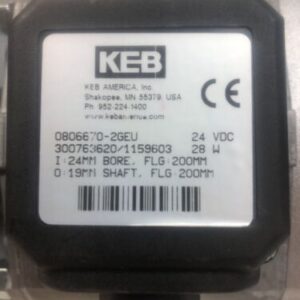 KEB
KEB AMERICA, Inc.
Shakopee, MN 55379 USA
Ph. 952-224-1400
www.kebamerica.com
CE
0806670-2GEU 24 VDC
300763620/1159603 28 W
I:24MM BORE, FLG:200MM
O:19MM SHAFT, FLG:200MM